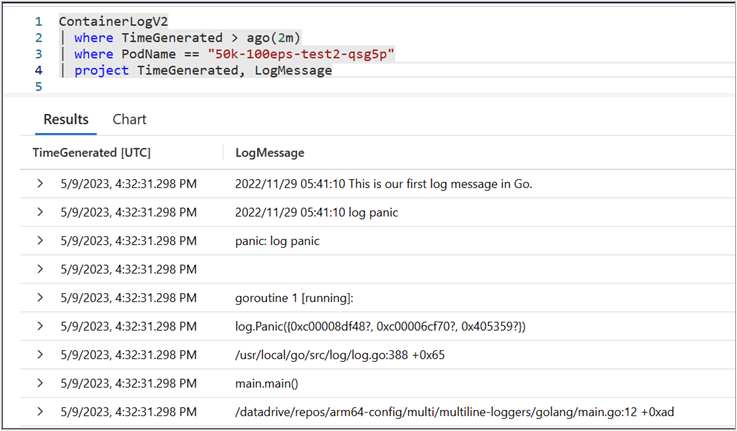 1 ContainerLogV2
2 | where TimeGenerated > ago(2m)
3 | where PodName == "50k-100eps-test2-qsg5p"
4 | project TimeGenerated, LogMessage
5
Results Chart
TimeGenerated [UTC] LogMessage
5/9/2023, 4:32:31.298 PM 2022/11/29 05:41:10 This is our first log message in Go.
5/9/2023, 4:32:31.298 PM 2022/11/29 05:41:10 log panic
5/9/2023, 4:32:31.298 PM panic: log panic
5/9/2023, 4:32:31.298 PM
5/9/2023, 4:32:31.298 PM goroutine 1 [running]:
5/9/2023, 4:32:31.298 PM log.Panic({0xc00008df48?, 0xc00006cf70?, 0x405359?})
5/9/2023, 4:32:31.298 PM /usr/local/go/src/log/log.go:388 +0x65
5/9/2023, 4:32:31.298 PM main.main()
5/9/2023, 4:32:31.298 PM /datadrive/repos/arm64-config/multi/multiline-loggers/golang/main.go:12 +0xad